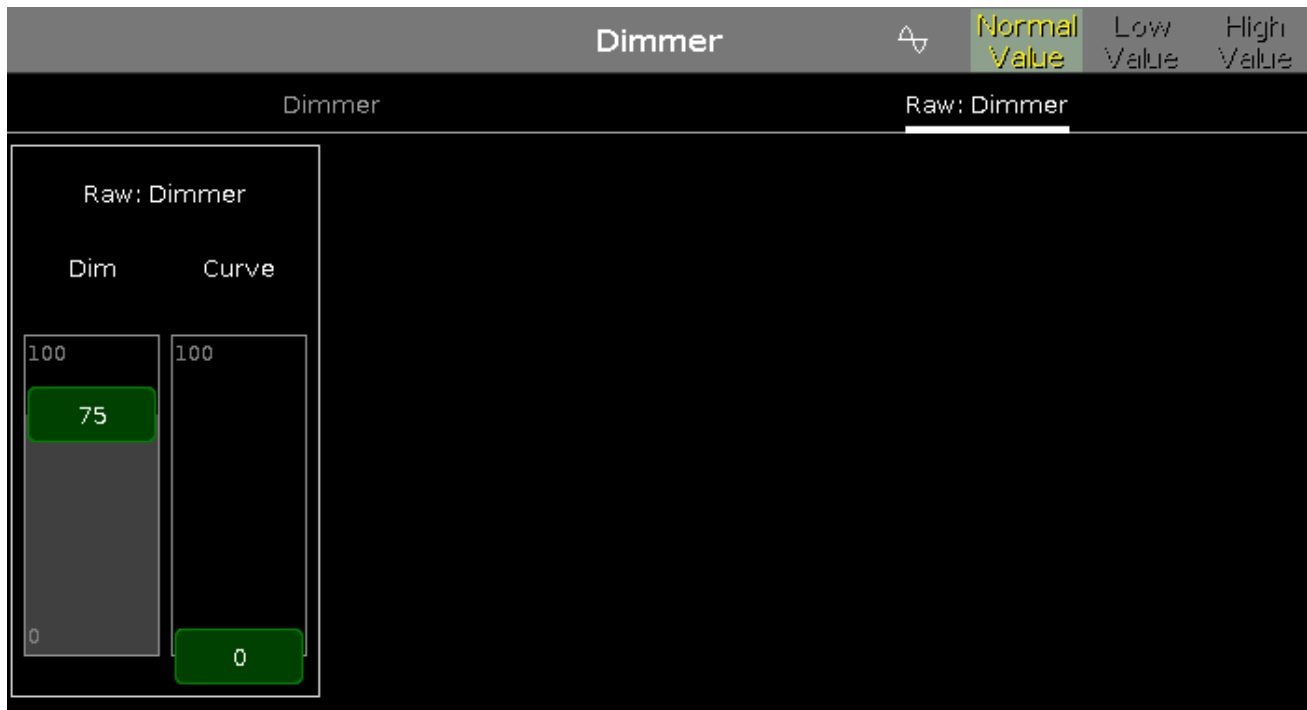 Dimmer
Normal Value
Low Value
High Value
Dimmer
Raw: Dimmer
Raw: Dimmer
Dim Curve
100 100
75
0
0